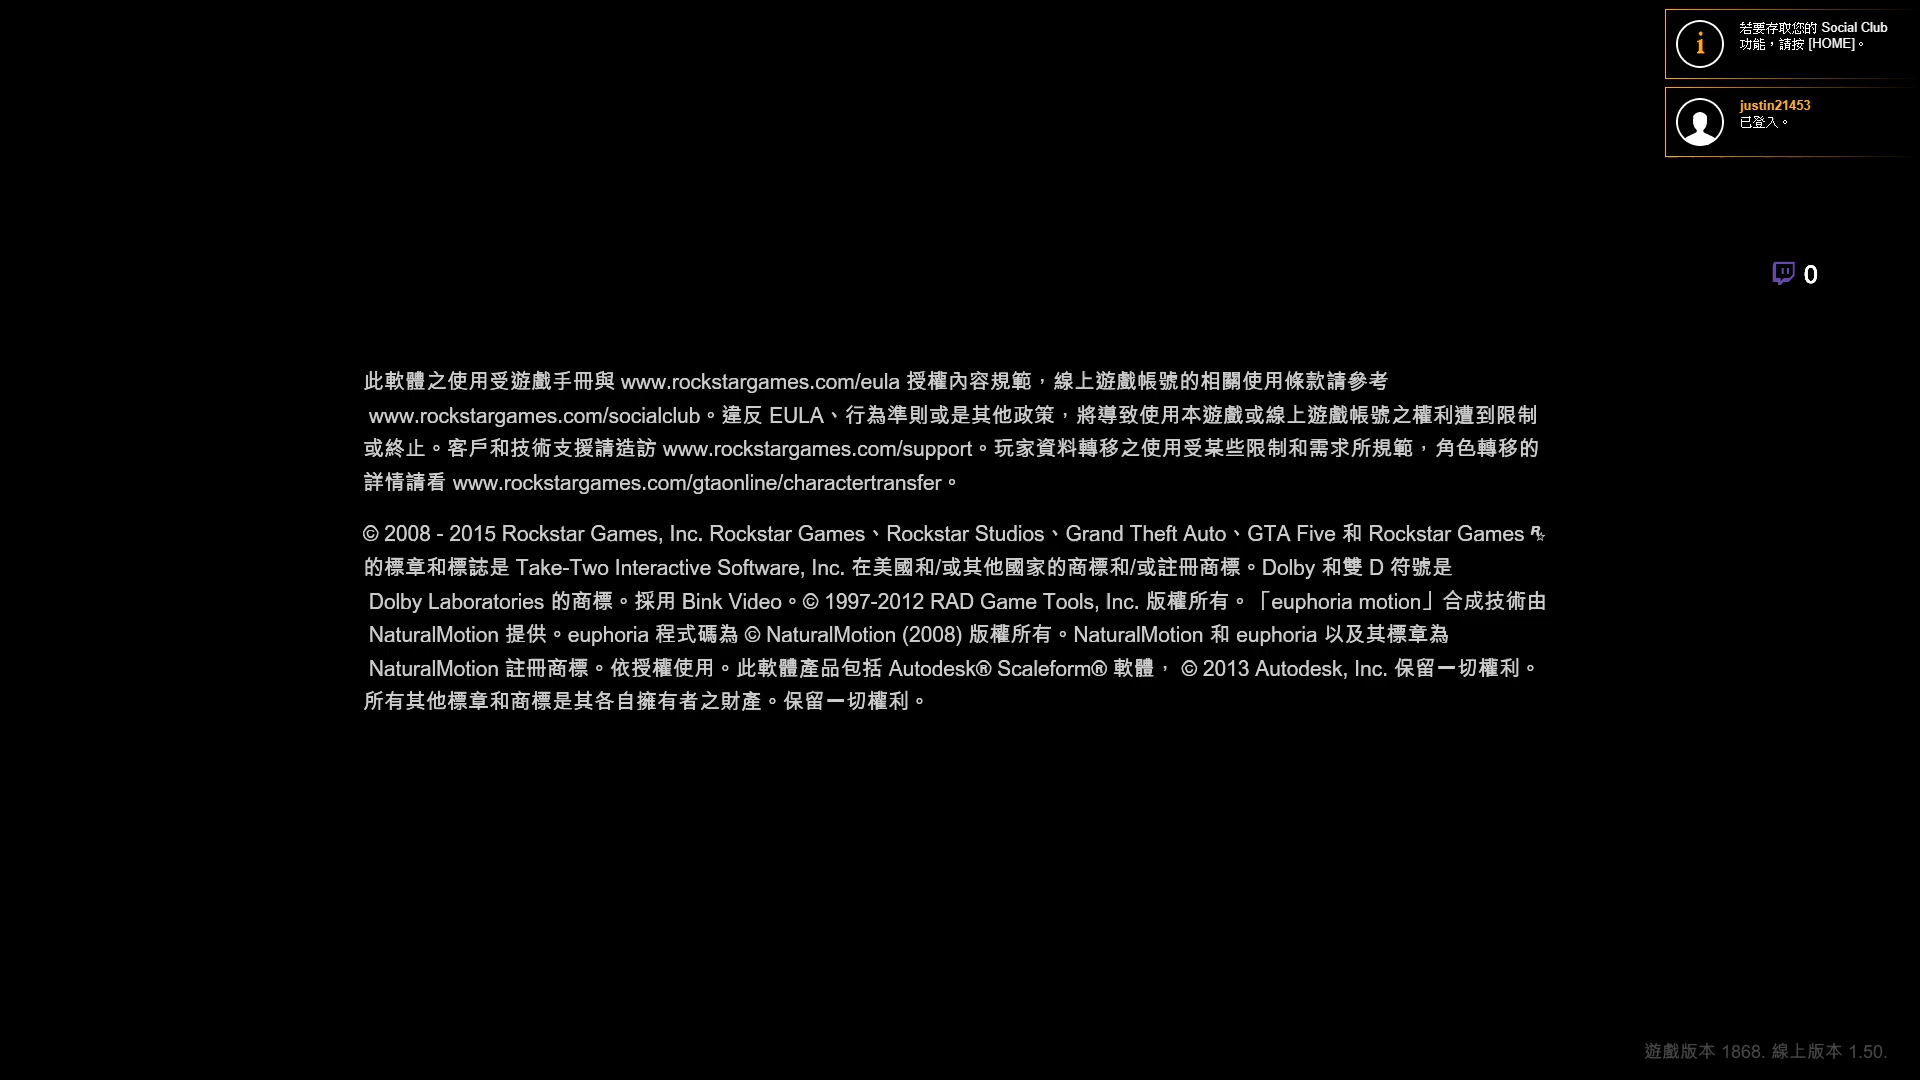 若要存取您的 Social Club
功能，請按 [HOME]。
justin21453
已登入。
0
此軟體之使用受遊戲手冊與 www.rockstargames.com/eula 授權內容規範，線上遊戲帳號的相關使用條款請參考
www.rockstargames.com/socialclub。違反 EULA、行為準則或是其他政策，將導致使用本遊戲或線上遊戲帳號之權利遭到限制
或終止。客戶和技術支援請造訪 www.rockstargames.com/support。玩家資料轉移之使用受某些限制和需求所規範，角色轉移的
詳情請看 www.rockstargames.com/gtaonline/charactertransfer。
© 2008 - 2015 Rockstar Games, Inc. Rockstar Games、Rockstar Studios、Grand Theft Auto、GTA Five 和 Rockstar Games R☆
的標章和標誌是 Take-Two Interactive Software, Inc. 在美國和/或其他國家的商標和/或註冊商標。Dolby 和雙 D 符號是
Dolby Laboratories 的商標。採用 Bink Video。© 1997-2012 RAD Game Tools, Inc. 版權所有。「euphoria motion」合成技術由
NaturalMotion 提供。euphoria 程式碼為 © NaturalMotion (2008) 版權所有。NaturalMotion 和 euphoria 以及其標章為
NaturalMotion 註冊商標。依授權使用。此軟體產品包括 Autodesk® Scaleform® 軟體， © 2013 Autodesk, Inc. 保留一切權利。
所有其他標章和商標是其各自擁有者之財產。保留一切權利。
遊戲版本 1868. 線上版本 1.50.